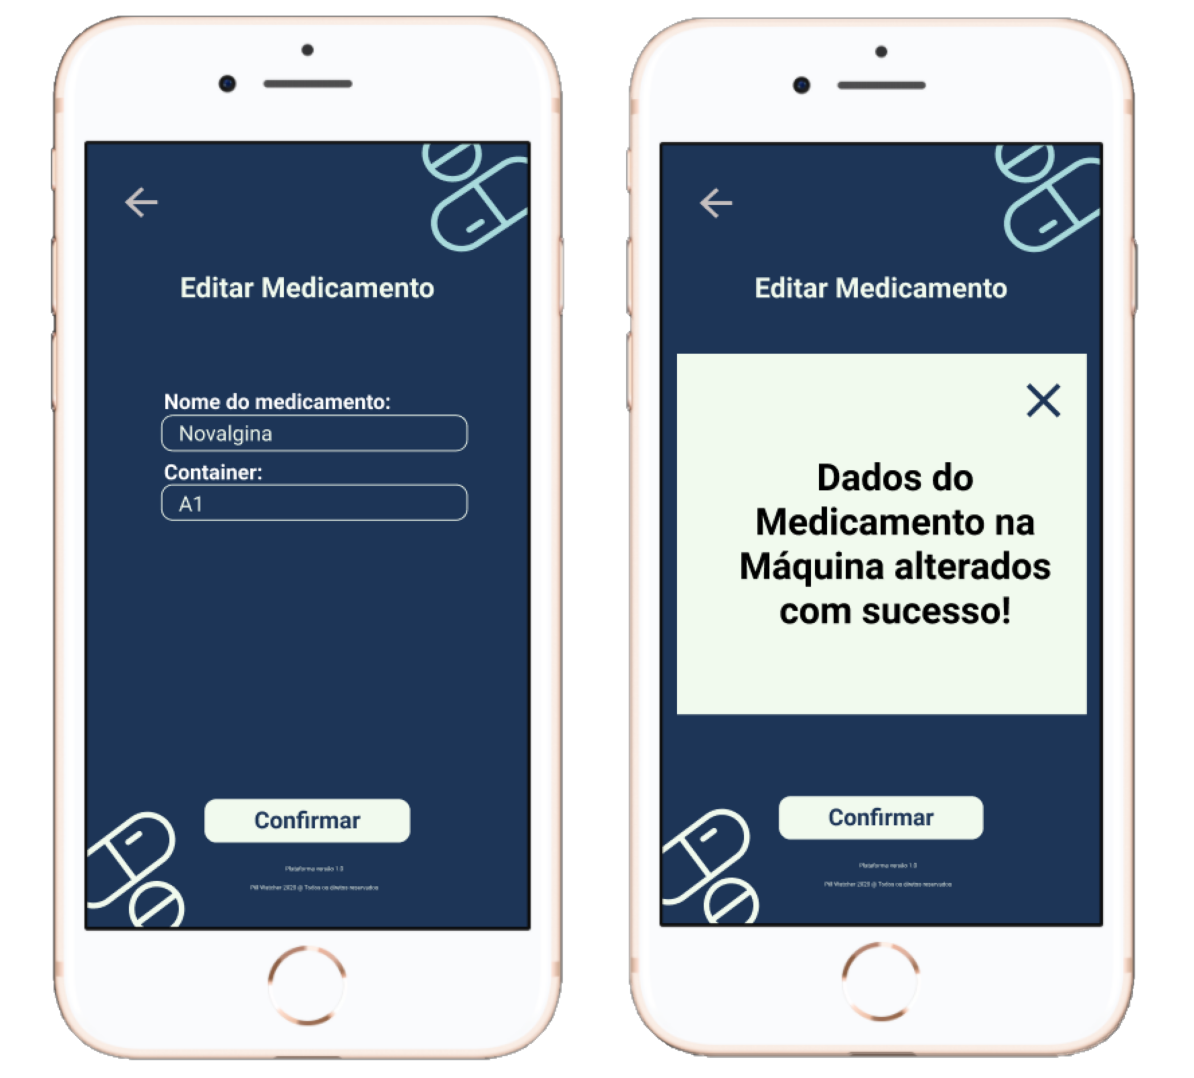 Editar Medicamento
Nome do medicamento:
Novalgina
Container:
A1
Confirmar
Plataforma versão 1.0
Pill Watcher 2020 @ Todos os direitos reservados
Editar Medicamento
Dados do
Medicamento na
Máquina alterados
com sucesso!
Confirmar
Plataforma versão 1.0
Pill Watcher 2020 @ Todos os direitos reservados